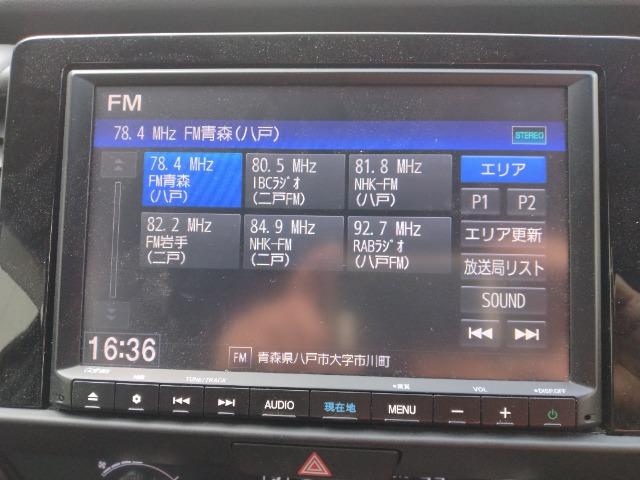 FM
78.4 MHz FM青森(八戸)
STEREO
78.4 MHz
FM青森
(八戸)
80.5 MHz
IBCラジオ
(二戸FM)
81.8 MHz
NHK-FM
(八戸)
82.2 MHz
FM岩手
(二戸)
84.9 MHz
NHK-FM
(二戸)
92.7 MHz
RABラジオ
(八戸FM)
エリア
P1
P2
エリア更新
放送局リスト
SOUND
16:36
FM 青森県八戸市大字市川町
TUNE/TRACK
VOL
DISP.OFF
AUDIO
現在地
MENU